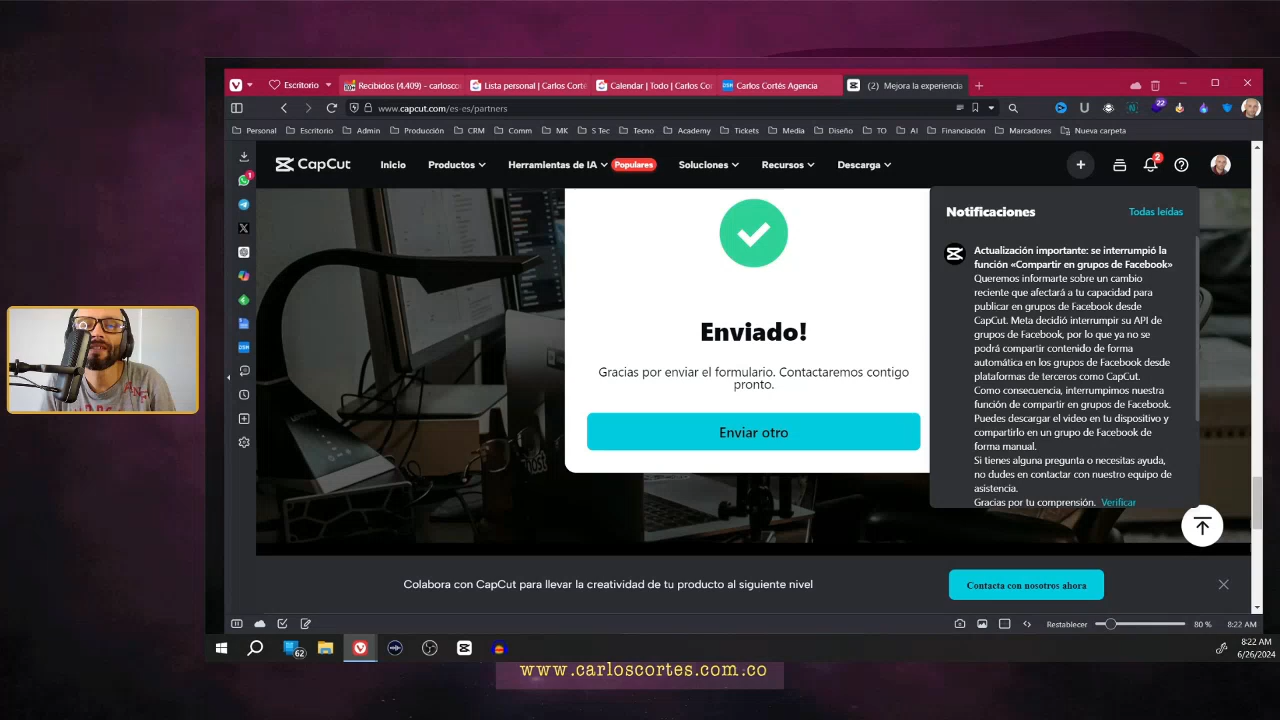 Escritorio
Recibidos (4.409) - carlosco
Lista personal | Carlos Corté
Calendar | Todo | Carlos Co
Carlos Cortés Agencia
(2) Mejora la experiencia
www.capcut.com/es-es/partners
22
Personal
Escritorio
Admin
Producción
CRM
Comm
MK
S Tec
Tecno
Academy
Tickets
Media
Diseño
TO
AI
Financiación
Marcadores
Nueva carpeta
CapCut
Inicio
Productos
Herramientas de IA
Populares
Soluciones
Recursos
Descarga
2
1
Enviado!
Gracias por enviar el formulario. Contactaremos contigo
pronto.
Enviar otro
Notificaciones
Todas leídas
Actualización importante: se interrumpió la
función «Compartir en grupos de Facebook»
Queremos informarte sobre un cambio
reciente que afectará a tu capacidad para
publicar en grupos de Facebook desde
CapCut. Meta decidió interrumpir su API de
grupos de Facebook, por lo que ya no se
podrá compartir contenido de forma
automática en los grupos de Facebook desde
plataformas de terceros como CapCut.
Como consecuencia, interrumpimos nuestra
función de compartir en grupos de Facebook.
Puedes descargar el video en tu dispositivo y
compartirlo en un grupo de Facebook de
forma manual.
Si tienes alguna pregunta o necesitas ayuda,
no dudes en contactar con nuestro equipo de
asistencia.
Gracias por tu comprensión. Verificar
Colabora con CapCut para llevar la creatividad de tu producto al siguiente nivel
Contacta con nosotros ahora
Restablecer
80 %
8:22 AM
62
8:22 AM
6/26/2024
www.carloscortes.com.co